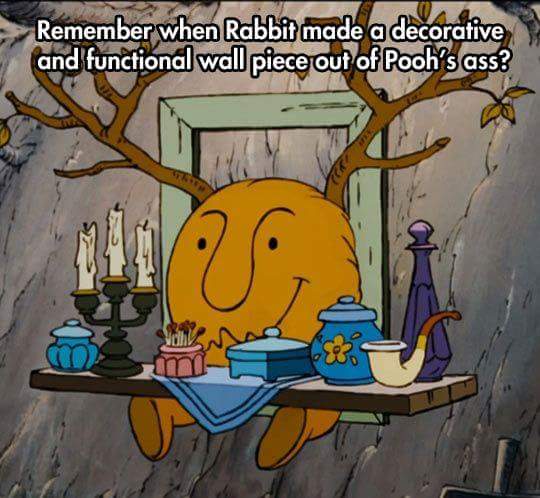 Remember when Rabbit made a decorative
and functional wall piece out of Pooh's ass?